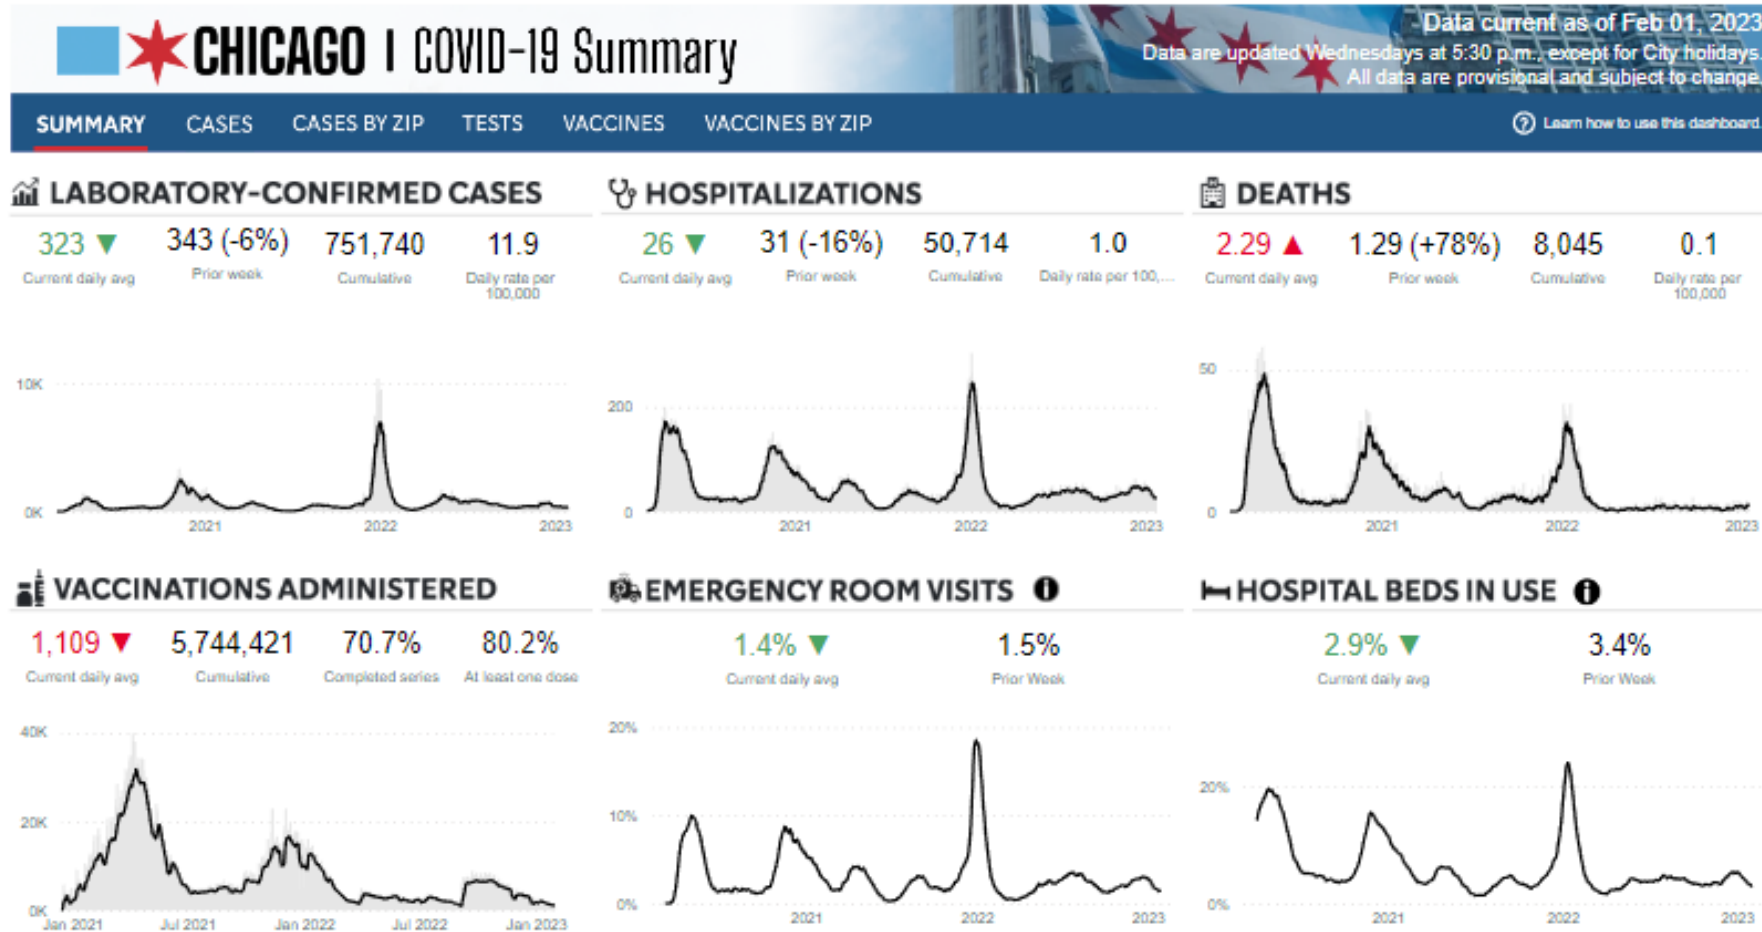 CHICAGO | COVID-19 Summary
Data current as of Feb 01, 2023
Data are updated Wednesdays at 5:30 p.m., except for City holidays.
All data are provisional and subject to change.
SUMMARY CASES CASES BY ZIP TESTS VACCINES VACCINES BY ZIP
Learn how to use this dashboard.
LABORATORY-CONFIRMED CASES
323 ▼ 343 (-6%) 751,740 11.9
Current daily avg Prior week Cumulative Daily rate per
100,000
10K
0K
2021 2022 2023
HOSPITALIZATIONS
26 ▼ 31 (-16%) 50,714 1.0
Current daily avg Prior week Cumulative Daily rate per 100,...
200
0
2021 2022 2023
DEATHS
2.29 ▲ 1.29 (+78%) 8,045 0.1
Current daily avg Prior week Cumulative Daily rate per
100,000
50
0
2021 2022 2023
VACCINATIONS ADMINISTERED
1,109 ▼ 5,744,421 70.7% 80.2%
Current daily avg Cumulative Completed series At least one dose
40K
20K
0K
Jan 2021 Jul 2021 Jan 2022 Jul 2022 Jan 2023
EMERGENCY ROOM VISITS
1.4% ▼ 1.5%
Current daily avg Prior Week
20%
10%
0%
2021 2022 2023
HOSPITAL BEDS IN USE
2.9% ▼ 3.4%
Current daily avg Prior Week
20%
0%
2021 2022 2023